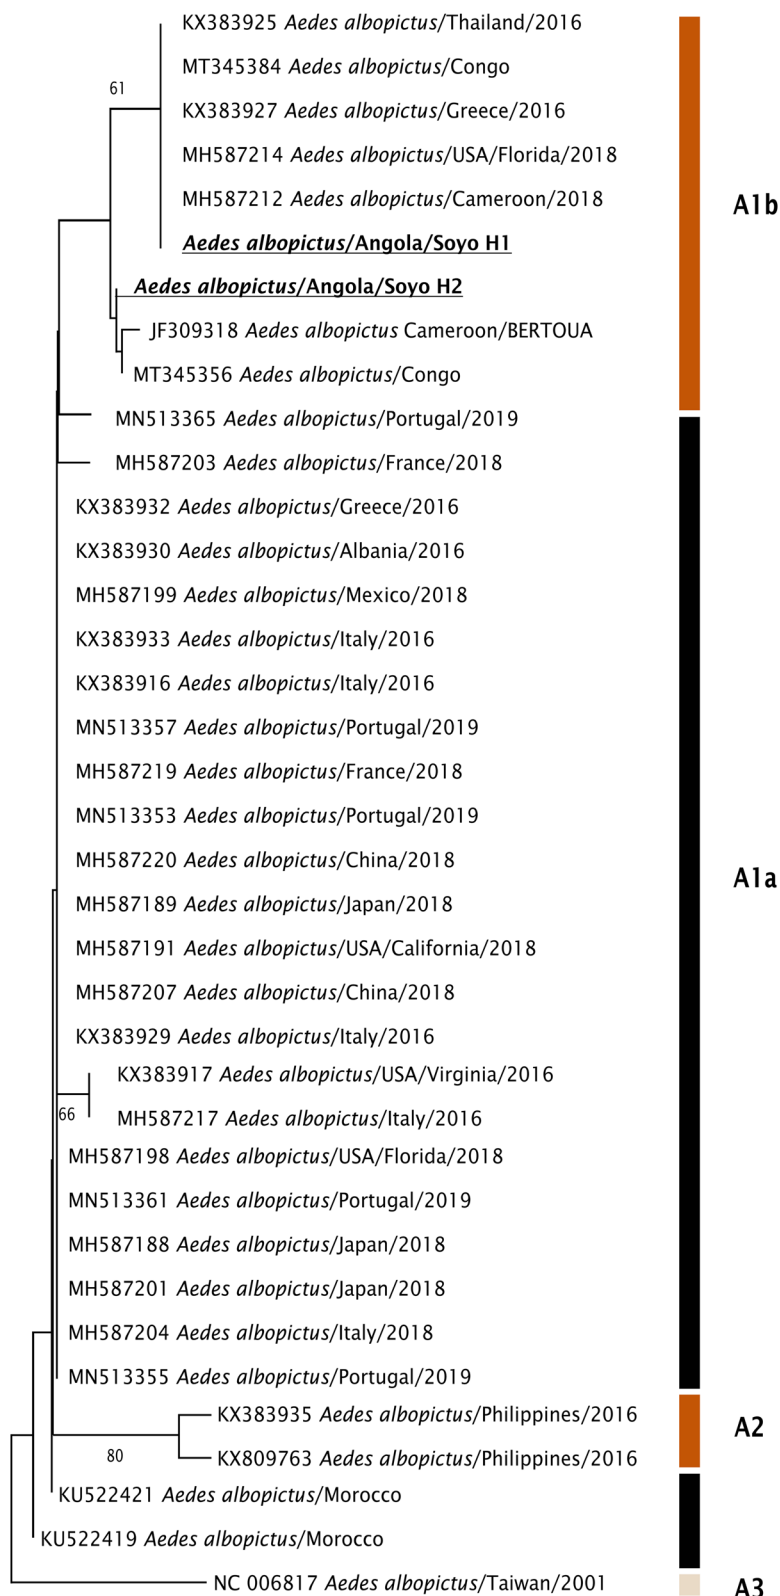 KX383925 Aedes albopictus/Thailand/2016
MT345384 Aedes albopictus/Congo
61
KX383927 Aedes albopictus/Greece/2016
MH587214 Aedes albopictus/USA/Florida/2018
MH587212 Aedes albopictus/Cameroon/2018
A1b
Aedes albopictus/Angola/Soyo H1
Aedes albopictus/Angola/Soyo H2
JF309318 Aedes albopictus Cameroon/BERTOUA
MT345356 Aedes albopictus/Congo
MN513365 Aedes albopictus/Portugal/2019
MH587203 Aedes albopictus/France/2018
KX383932 Aedes albopictus/Greece/2016
KX383930 Aedes albopictus/Albania/2016
MH587199 Aedes albopictus/Mexico/2018
KX383933 Aedes albopictus/Italy/2016
KX383916 Aedes albopictus/Italy/2016
MN513357 Aedes albopictus/Portugal/2019
MH587219 Aedes albopictus/France/2018
MN513353 Aedes albopictus/Portugal/2019
MH587220 Aedes albopictus/China/2018
A1a
MH587189 Aedes albopictus/Japan/2018
MH587191 Aedes albopictus/USA/California/2018
MH587207 Aedes albopictus/China/2018
KX383929 Aedes albopictus/Italy/2016
KX383917 Aedes albopictus/USA/Virginia/2016
66
MH587217 Aedes albopictus/Italy/2016
MH587198 Aedes albopictus/USA/Florida/2018
MN513361 Aedes albopictus/Portugal/2019
MH587188 Aedes albopictus/Japan/2018
MH587201 Aedes albopictus/Japan/2018
MH587204 Aedes albopictus/Italy/2018
MN513355 Aedes albopictus/Portugal/2019
KX383935 Aedes albopictus/Philippines/2016
A2
80
KX809763 Aedes albopictus/Philippines/2016
KU522421 Aedes albopictus/Morocco
KU522419 Aedes albopictus/Morocco
NC 006817 Aedes albopictus/Taiwan/2001
A3